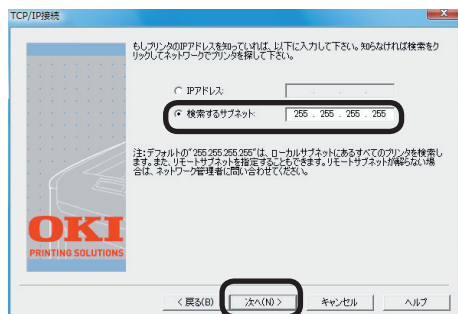 TCP/IP接続
もしプリンタのIPアドレスを知っていれば、以下に入力して下さい。知らなければ検索をク
リックしてネットワークでプリンタを探して下さい。
IPアドレス:
検索するサブネット:
255 . 255 . 255 . 255
注:デフォルトの"255.255.255.255"は、ローカルサブネットにあるすべてのプリンタを検索し
ます。また、リモートサブネットを指定することもできます。リモートサブネットが解らない場
合は、ネットワーク管理者に問い合わせてください。
OKI
PRINTING SOLUTIONS
< 戻る(B)
次へ(N) >
キャンセル
ヘルプ